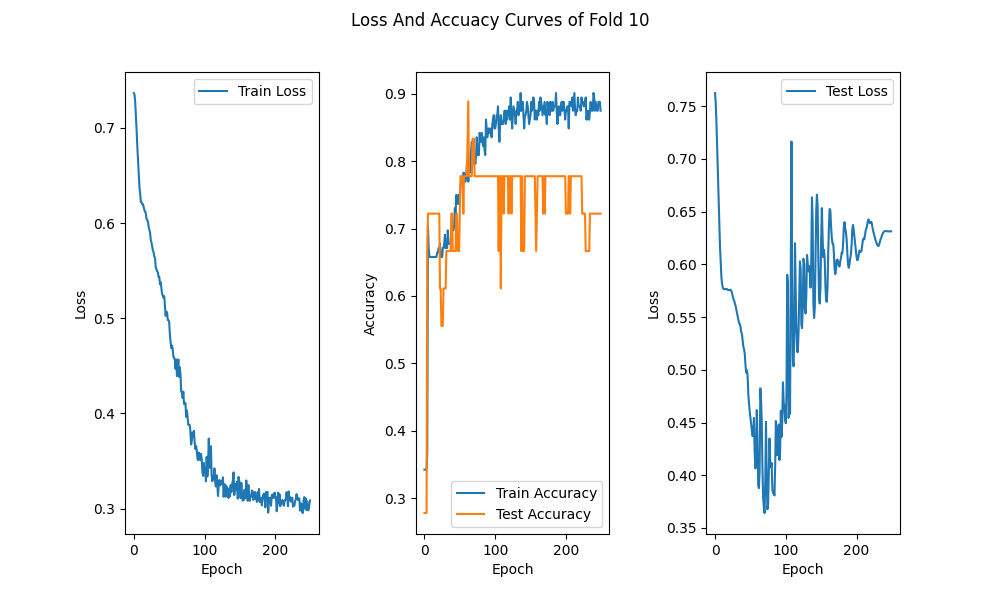 Loss And Accuacy Curves of Fold 10
Train Loss
0.7
0.6
0.5
0.4
0.3
Loss
0
100
200
Epoch
0.9
0.8
0.7
0.6
0.5
0.4
0.3
Accuracy
Train Accuracy
Test Accuracy
0
100
200
Epoch
Test Loss
0.75
0.70
0.65
0.60
0.55
0.50
0.45
0.40
0.35
Loss
0
100
200
Epoch